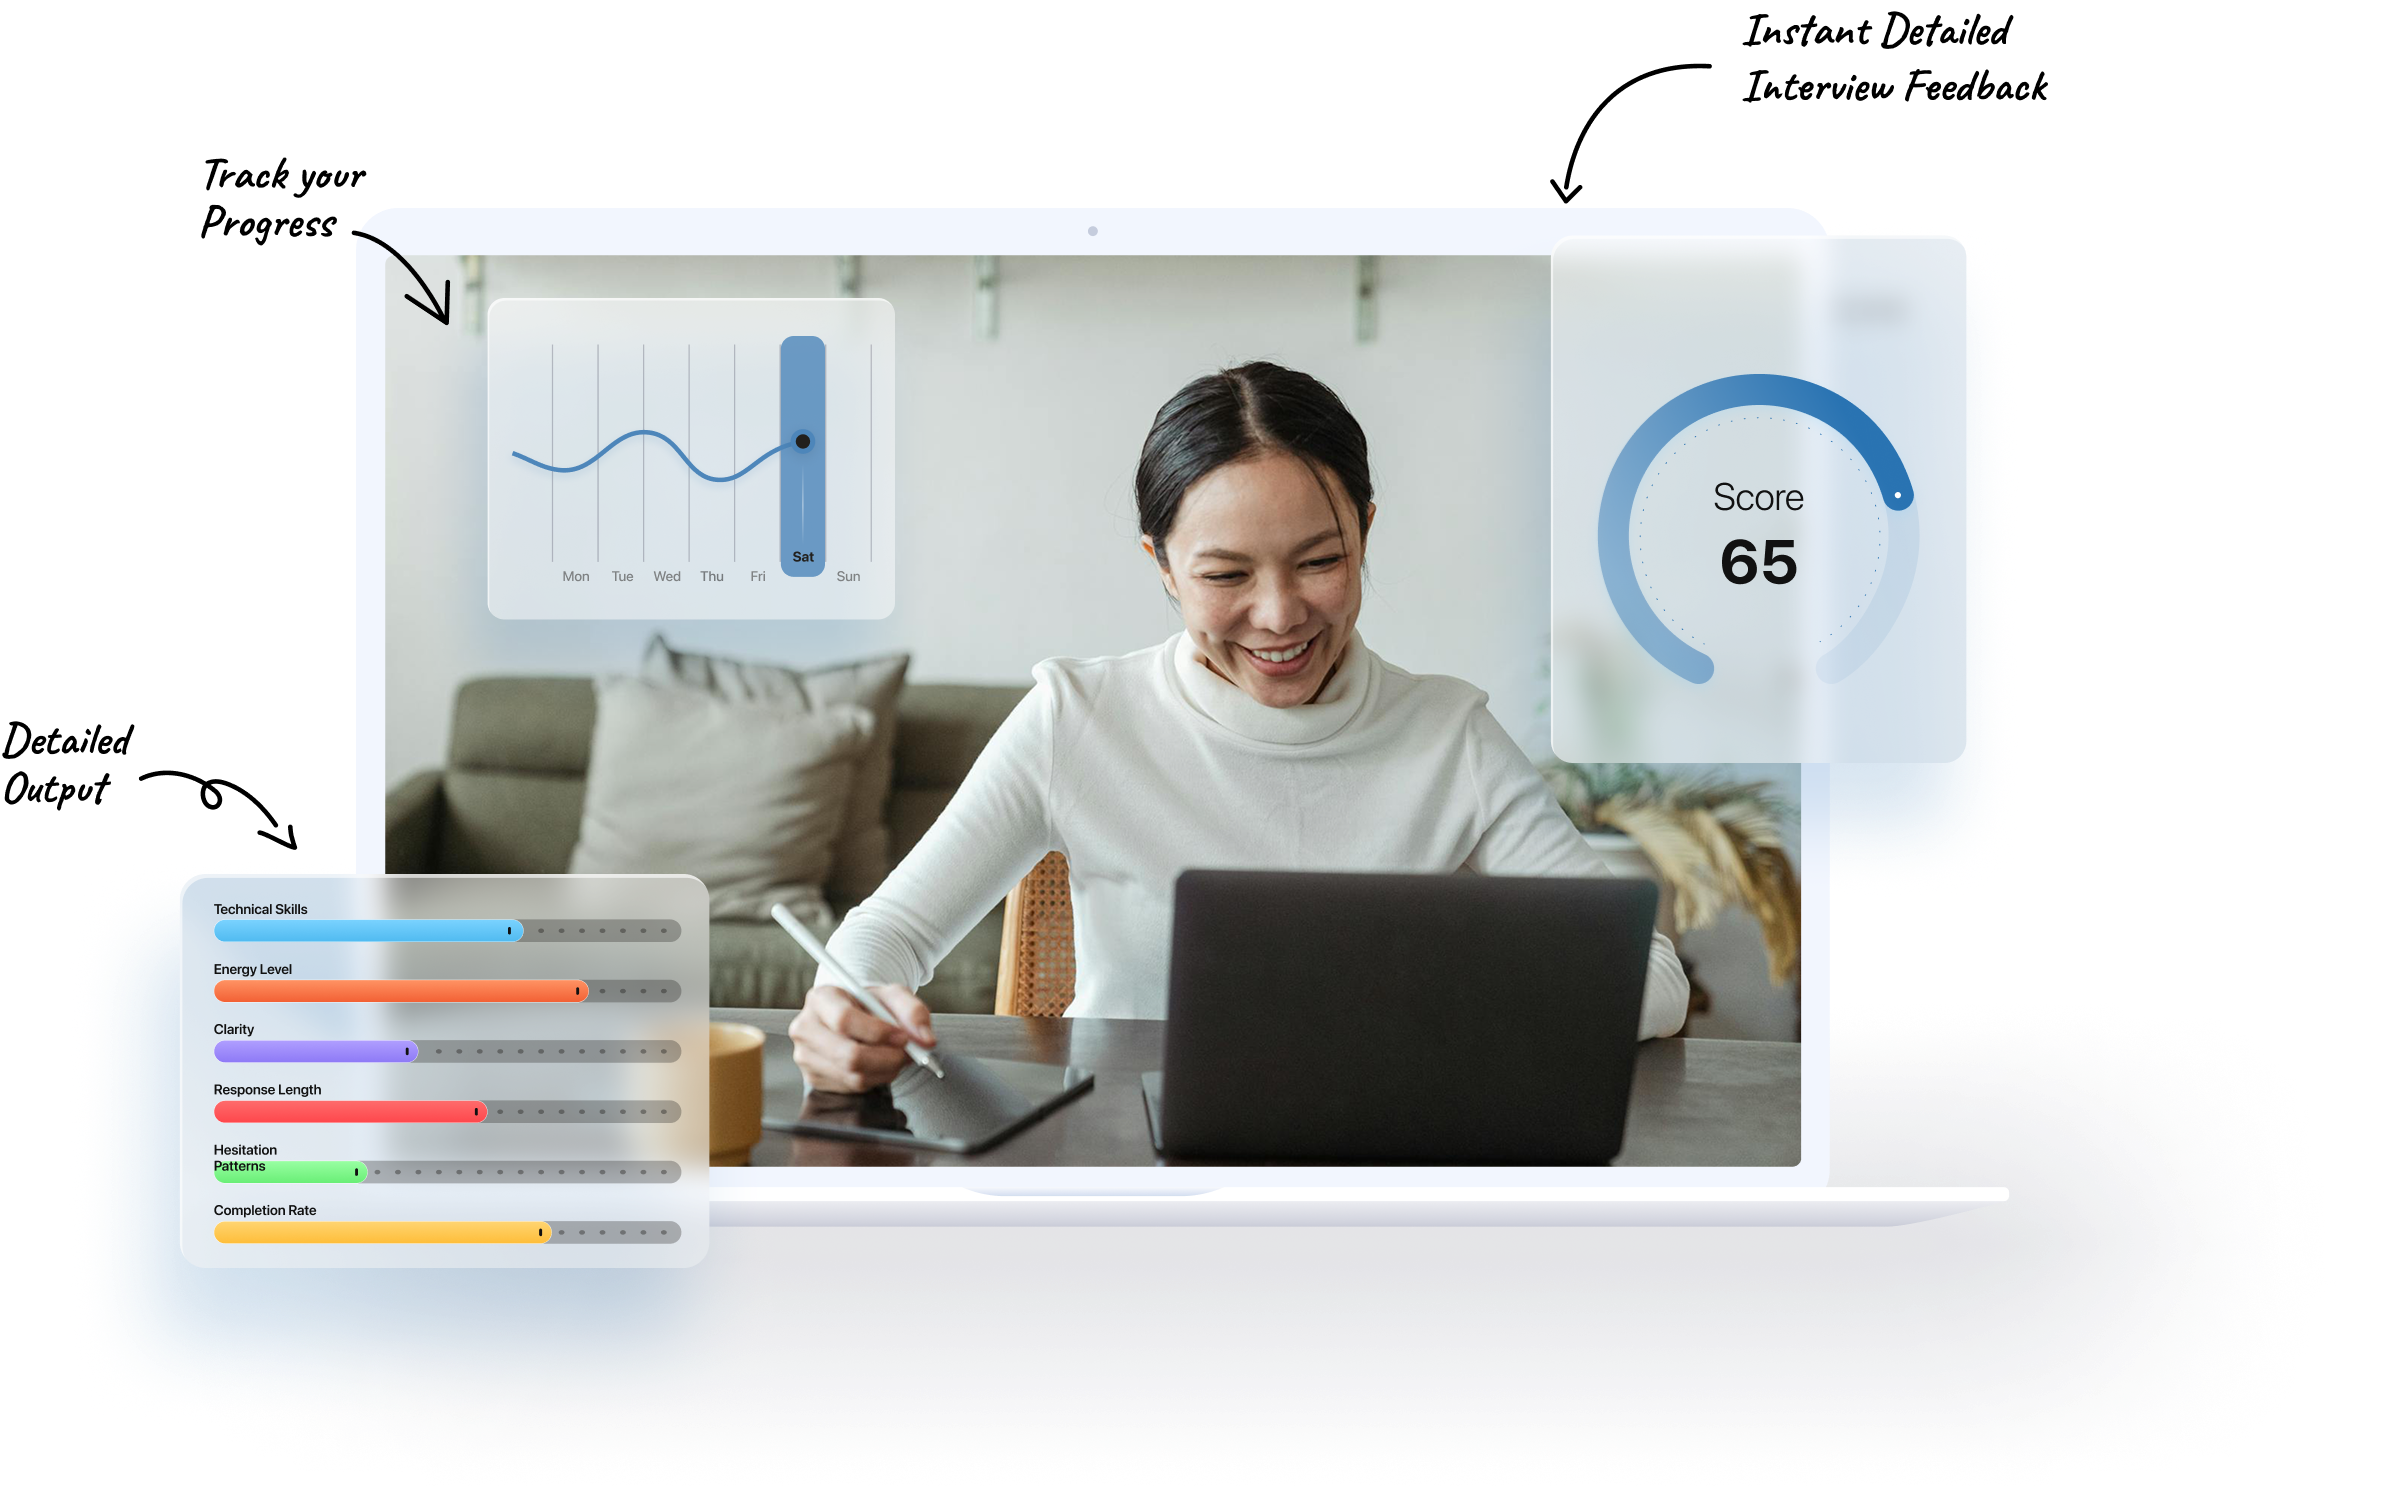 Instant Detailed
Interview Feedback
Track your
Progress
Mon Tue Wed Thu Fri Sat Sun
Score
65
Detailed
Output
Technical Skills
Energy Level
Clarity
Response Length
Hesitation
Patterns
Completion Rate